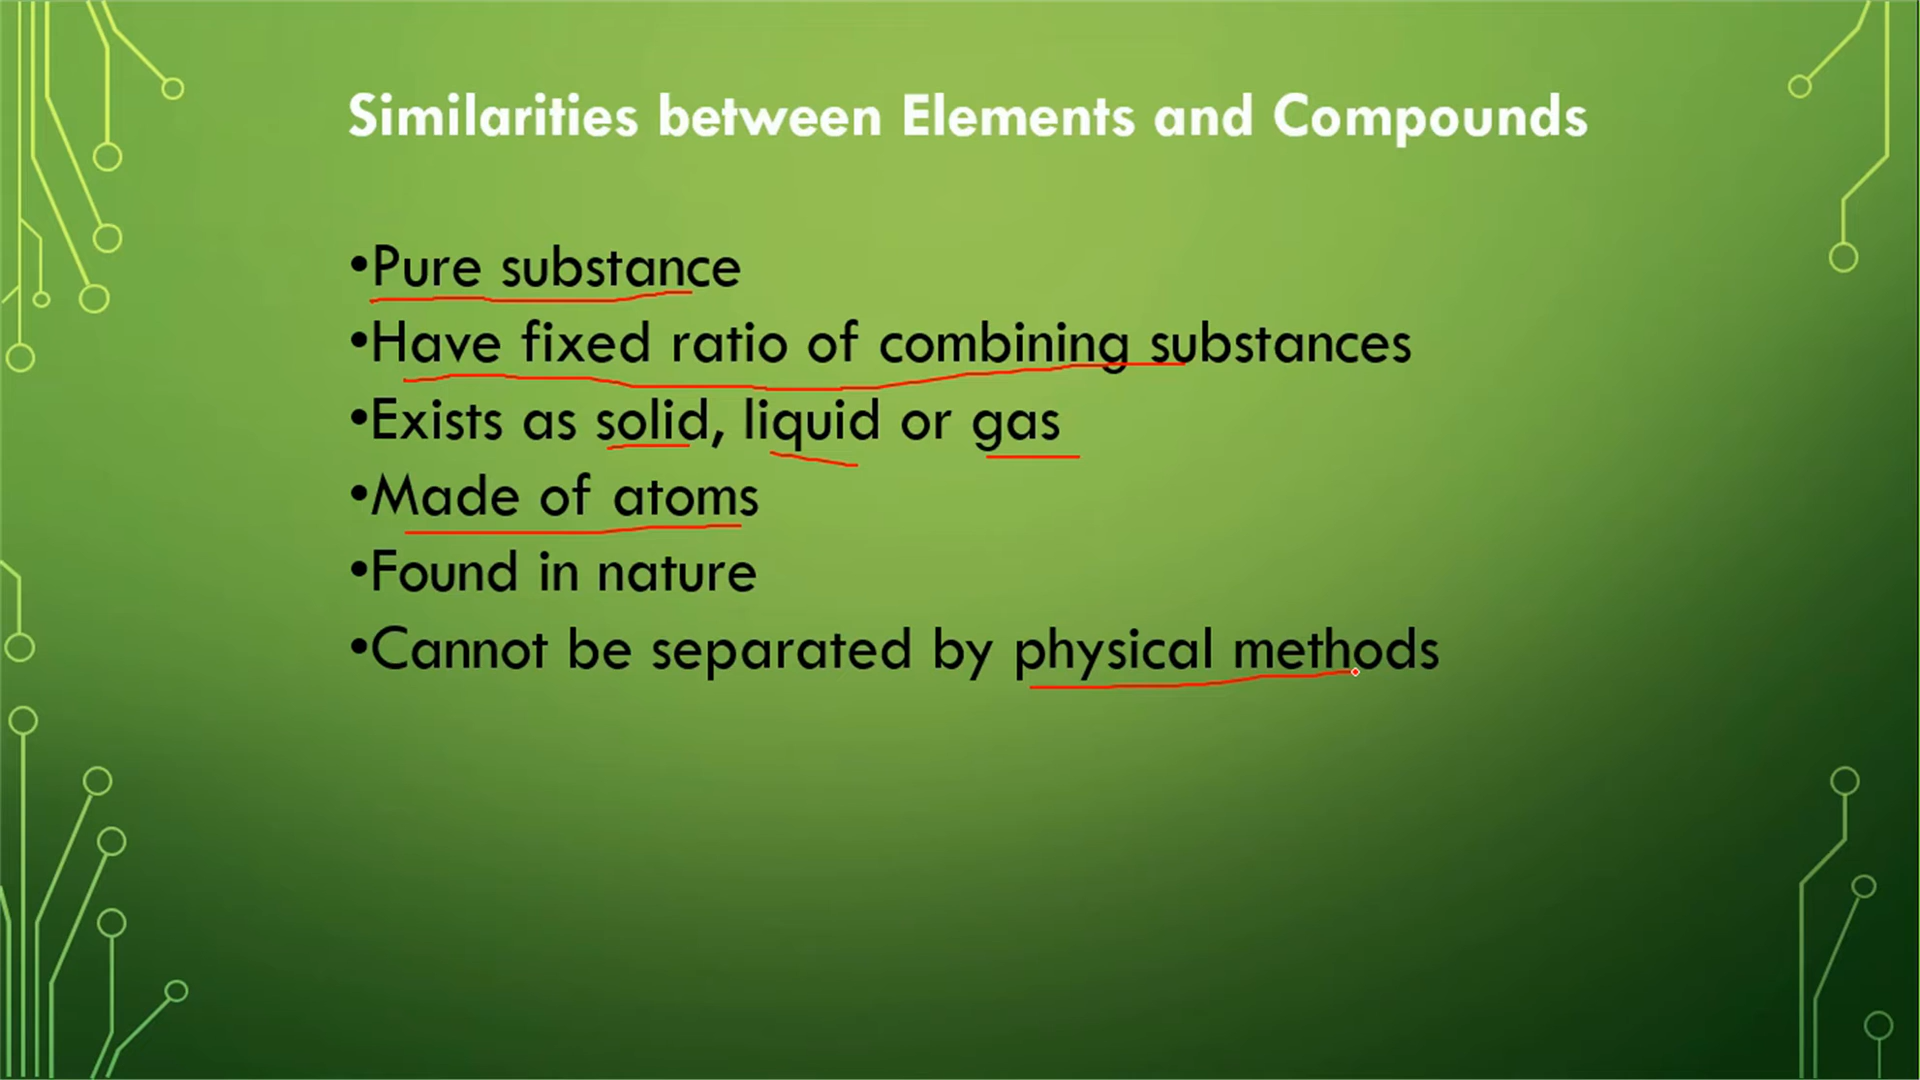 Similarities between Elements and Compounds
•Pure substance
•Have fixed ratio of combining substances
•Exists as solid, liquid or gas
•Made of atoms
•Found in nature
•Cannot be separated by physical methods